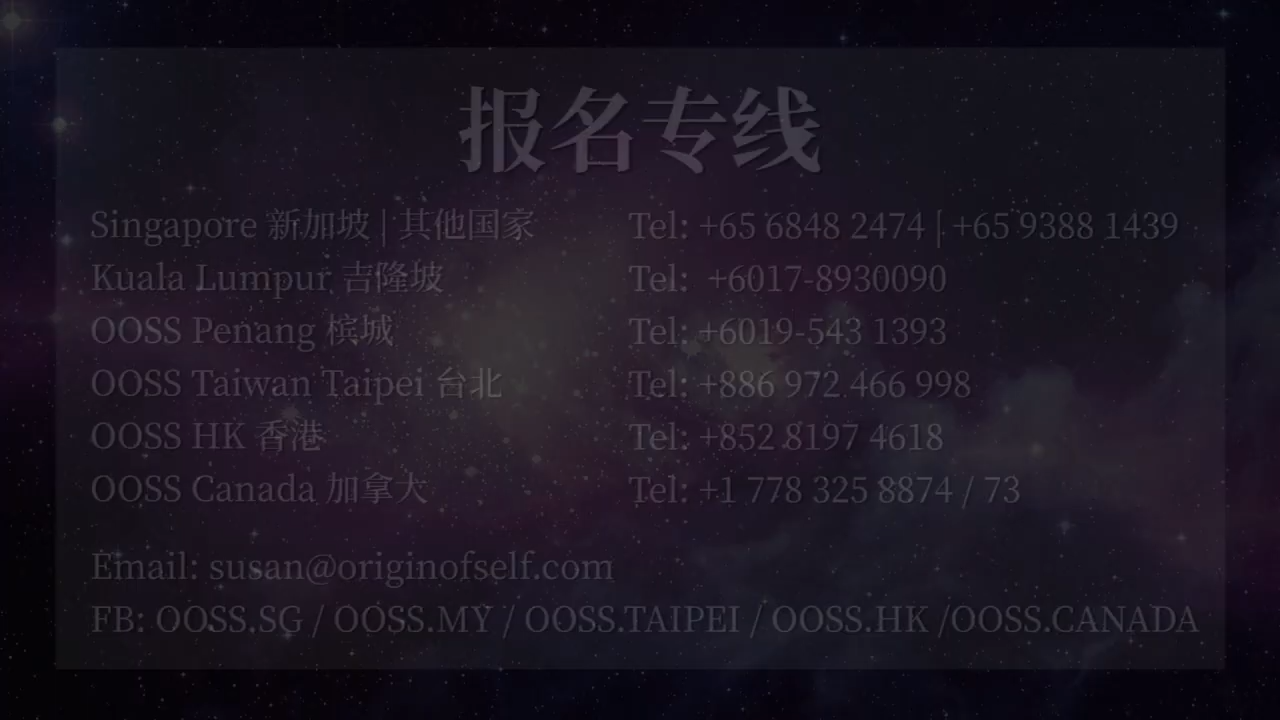 报名专线
Singapore 新加坡 | 其他国家 Tel: +65 6848 2474 | +65 9388 1439
Kuala Lumpur 吉隆坡 Tel: +6017-8930090
OOSS Penang 槟城 Tel: +6019-543 1393
OOSS Taiwan Taipei 台北 Tel: +886 972 466 998
OOSS HK 香港 Tel: +852 8197 4618
OOSS Canada 加拿大 Tel: +1 778 325 8874 / 73
Email: susan@originofself.com
FB: OOSS.SG / OOSS.MY / OOSS.TAIPEI / OOSS.HK /OOSS.CANADA